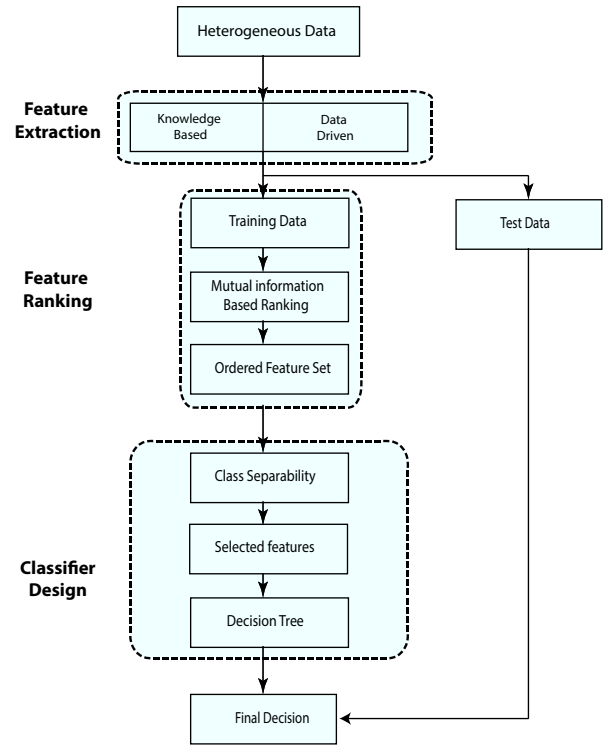 Heterogeneous Data
Feature
Extraction
Knowledge
Based
Data
Driven
Training Data
Test Data
Feature
Ranking
Mutual information
Based Ranking
Ordered Feature Set
Class Separability
Selected features
Classifier
Design
Decision Tree
Final Decision